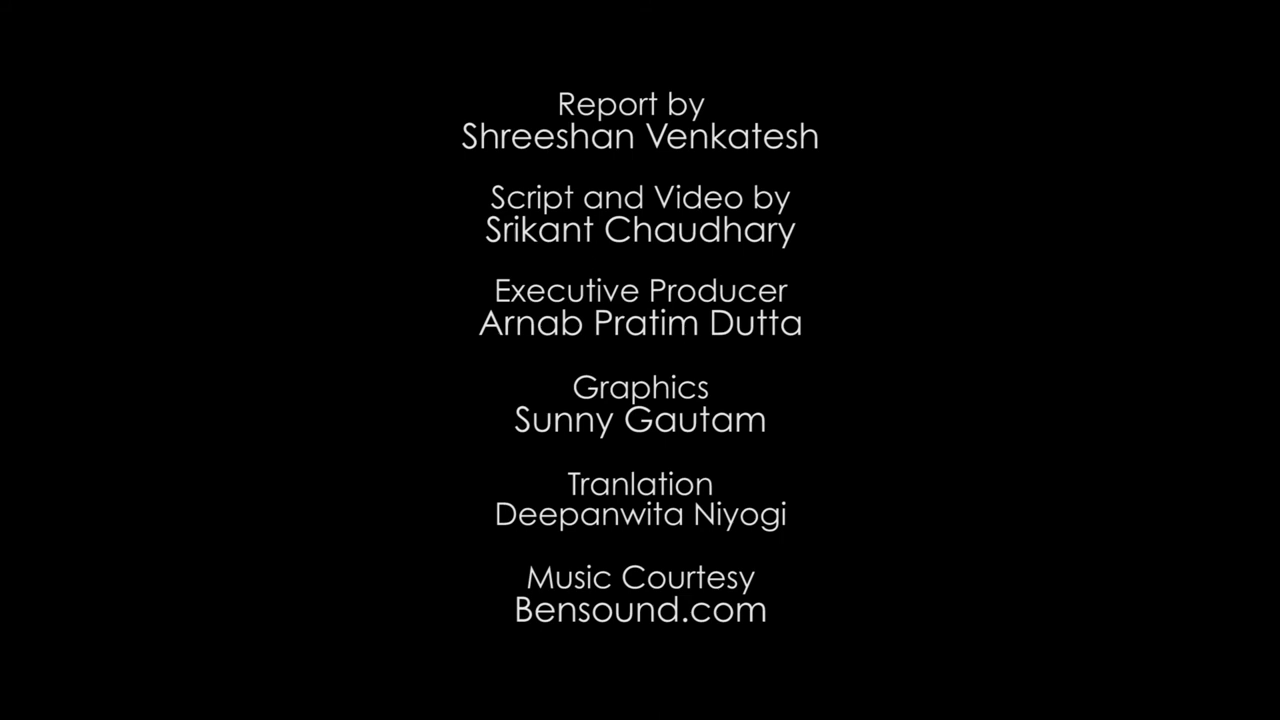 Report by
Shreeshan Venkatesh
Script and Video by
Srikant Chaudhary
Executive Producer
Arnab Pratim Dutta
Graphics
Sunny Gautam
Tranlation
Deepanwita Niyogi
Music Courtesy
Bensound.com